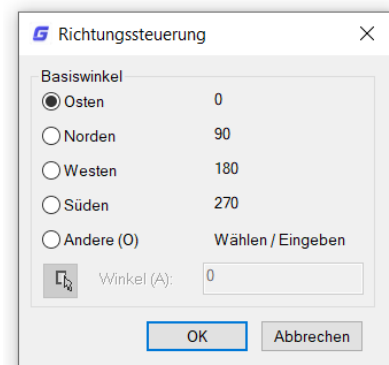 Richtungssteuerung
Basiswinkel
Osten 0
Norden 90
Westen 180
Süden 270
Andere (O) Wählen / Eingeben
Winkel (A): 0
OK Abbrechen